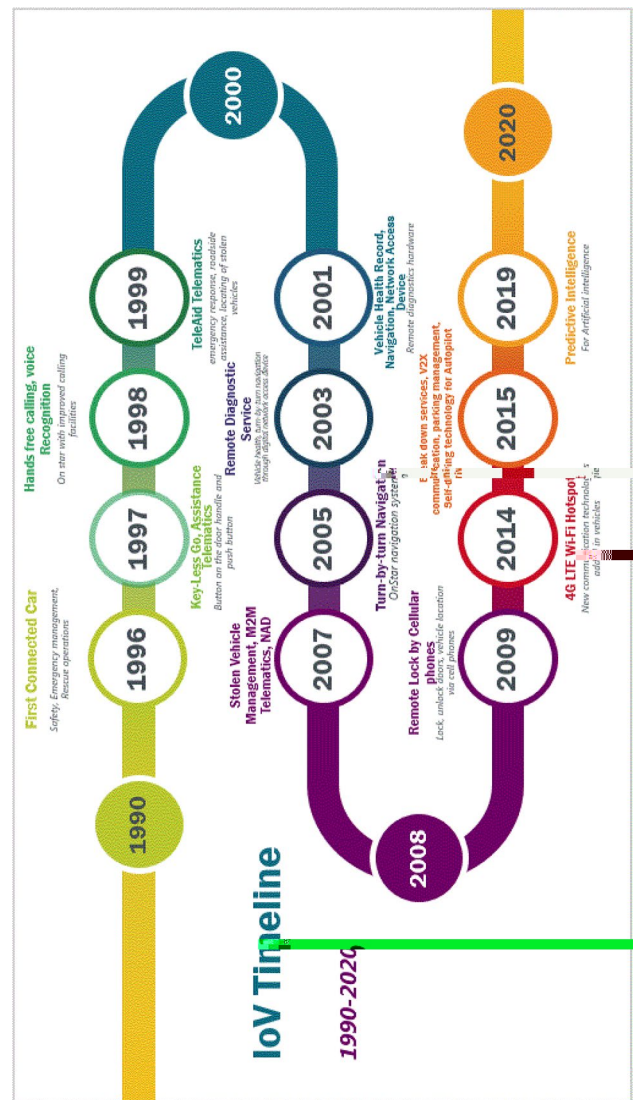 IoV Timeline
1990-2020
1990
First Connected Car
Safety, Emergency management,
Rescue operations
1996
1997
Key-Less Go, Assistance
Telematics
Button on the door handle and
push button
Hands free calling, voice
Recognition
On star with improved calling
facilities
1998
1999
TeleAid Telematics
emergency response, roadside
assistance, locating of stolen
vehicles
2000
2001
Vehicle Health Record,
Navigation, Network Access
Device
Remote diagnostics hardware
Remote Diagnostic
Service
Vehicle health, turn-by-turn navigation
through digital network access device
2003
2005
Turn-by-turn Navigation
OnStar navigation system
Stolen Vehicle
Management, M2M
Telematics, NAD
2007
2008
Remote Lock by Cellular
phones
Lock, unlock doors, vehicle location
via cell phones
2009
2014
4G LTE Wi-Fi Hotspot
New communication
in vehicles
down services, V2X
parking management,
technology for Autopilot
2015
2019
Predictive Intelligence
For Artificial intelligence
2020